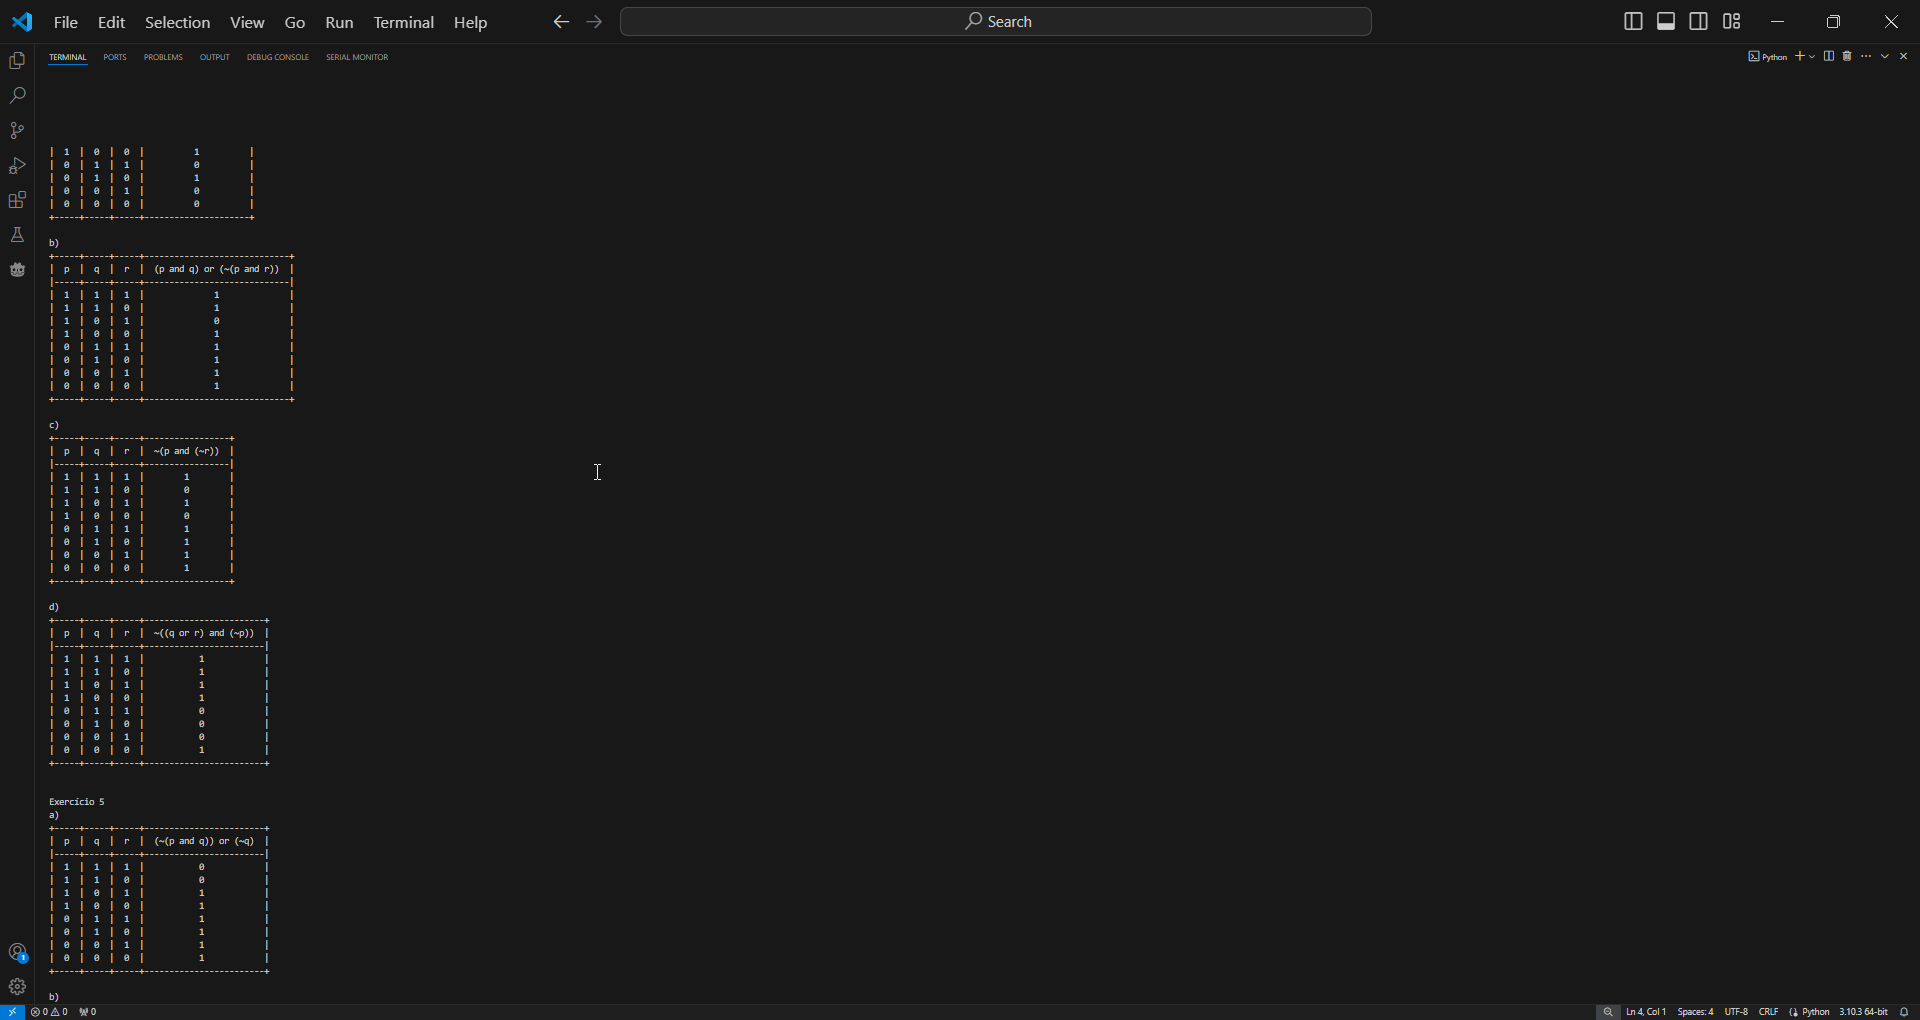 File Edit Selection View Go Run Terminal Help Search
TERMINAL PORTS PROBLEMS OUTPUT DEBUG CONSOLE SERIAL MONITOR Python
| 1 | 0 | 0 | 1 |
| 0 | 1 | 1 | 0 |
| 0 | 1 | 0 | 1 |
| 0 | 0 | 1 | 0 |
| 0 | 0 | 0 | 0 |
+-----+-----+-----+---------------------+
b)
+-----+-----+-----+-----------------------------+
| p | q | r | (p and q) or (~(p and r)) |
|-----+-----+-----+-----------------------------|
| 1 | 1 | 1 | 1 |
| 1 | 1 | 0 | 1 |
| 1 | 0 | 1 | 0 |
| 1 | 0 | 0 | 1 |
| 0 | 1 | 1 | 1 |
| 0 | 1 | 0 | 1 |
| 0 | 0 | 1 | 1 |
| 0 | 0 | 0 | 1 |
+-----+-----+-----+-----------------------------+
c)
+-----+-----+-----+-----------------+
| p | q | r | ~(p and (~r)) |
|-----+-----+-----+-----------------|
| 1 | 1 | 1 | 1 |
| 1 | 1 | 0 | 0 |
| 1 | 0 | 1 | 1 |
| 1 | 0 | 0 | 0 |
| 0 | 1 | 1 | 1 |
| 0 | 1 | 0 | 1 |
| 0 | 0 | 1 | 1 |
| 0 | 0 | 0 | 1 |
+-----+-----+-----+-----------------+
d)
+-----+-----+-----+------------------------+
| p | q | r | ~((q or r) and (~p)) |
|-----+-----+-----+------------------------|
| 1 | 1 | 1 | 1 |
| 1 | 1 | 0 | 1 |
| 1 | 0 | 1 | 1 |
| 1 | 0 | 0 | 1 |
| 0 | 1 | 1 | 0 |
| 0 | 1 | 0 | 0 |
| 0 | 0 | 1 | 0 |
| 0 | 0 | 0 | 1 |
+-----+-----+-----+------------------------+
Exercício 5
a)
+-----+-----+-----+------------------------+
| p | q | r | (~(p and q)) or (~q) |
|-----+-----+-----+------------------------|
| 1 | 1 | 1 | 0 |
| 1 | 1 | 0 | 0 |
| 1 | 0 | 1 | 1 |
| 1 | 0 | 0 | 1 |
| 0 | 1 | 1 | 1 |
| 0 | 1 | 0 | 1 |
| 0 | 0 | 1 | 1 |
| 0 | 0 | 0 | 1 |
+-----+-----+-----+------------------------+
b)
0 0 0 Ln 4, Col 1 Spaces: 4 UTF-8 CRLF Python 3.10.3 64-bit